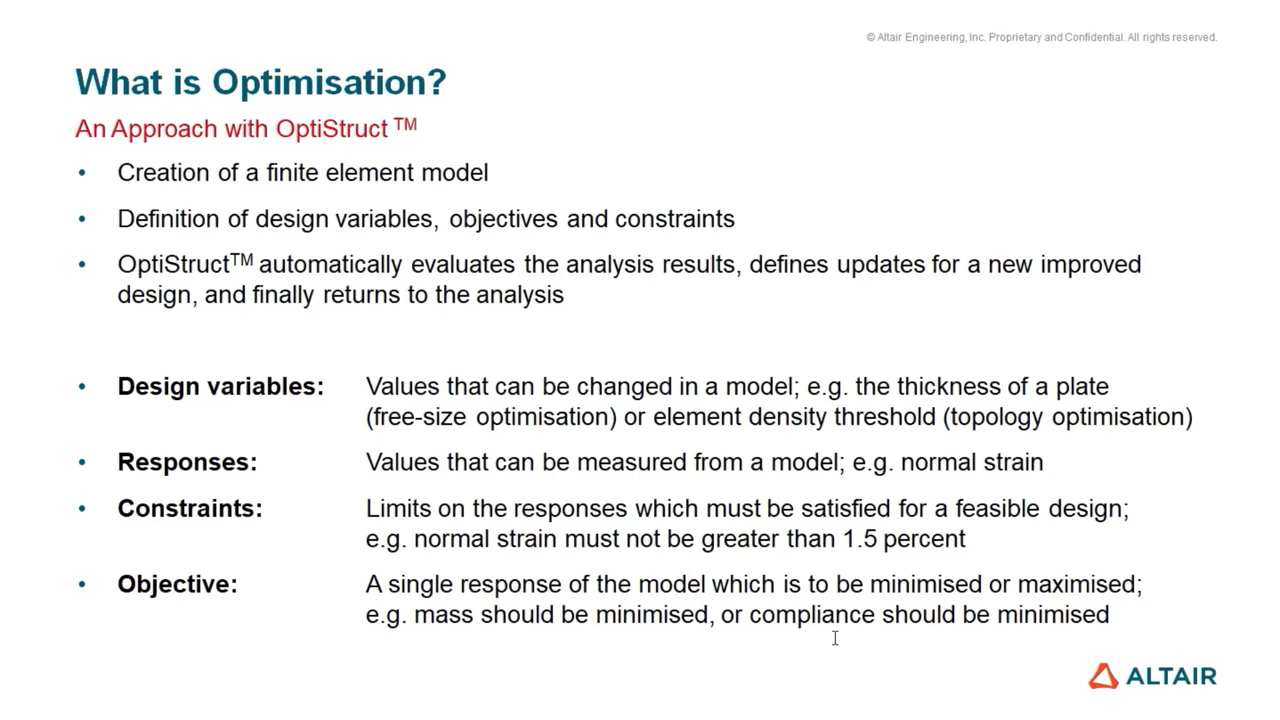 © Altair Engineering, Inc. Proprietary and Confidential. All rights reserved.
What is Optimisation?
An Approach with OptiStruct TM
• Creation of a finite element model
• Definition of design variables, objectives and constraints
• OptiStructTM automatically evaluates the analysis results, defines updates for a new improved
design, and finally returns to the analysis
• Design variables: Values that can be changed in a model; e.g. the thickness of a plate
(free-size optimisation) or element density threshold (topology optimisation)
• Responses: Values that can be measured from a model; e.g. normal strain
• Constraints: Limits on the responses which must be satisfied for a feasible design;
e.g. normal strain must not be greater than 1.5 percent
• Objective: A single response of the model which is to be minimised or maximised;
e.g. mass should be minimised, or compliance should be minimised
ALTAIR